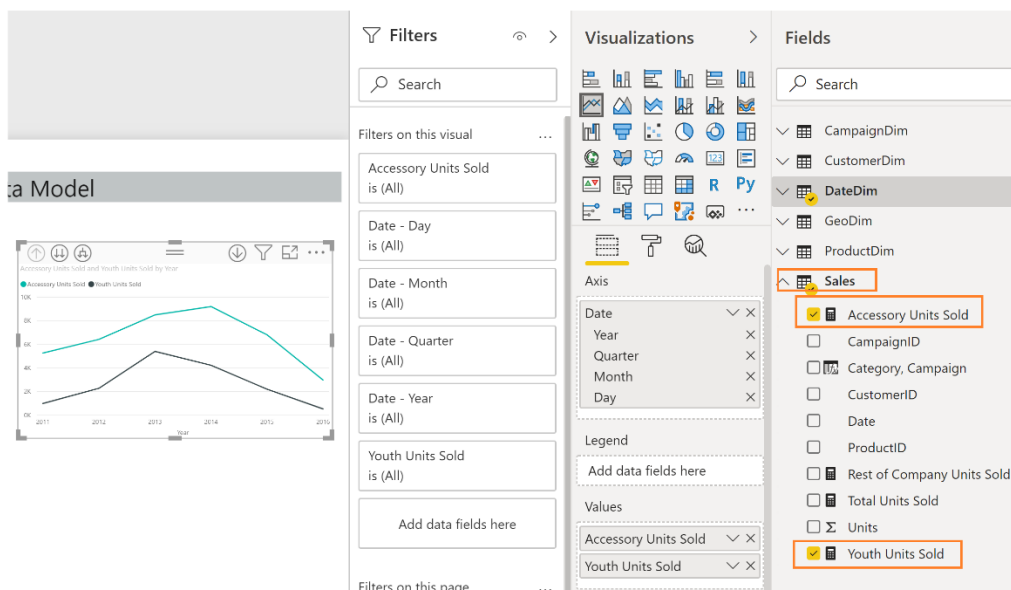 ta Model
Accessory Units Sold and Youth Units Sold by Year
Accessory Units Sold Youth Units Sold
10K
8K
6K
4K
2K
0K
2011 2012 2013 2014 2015 2016
Year
Filters
Search
Filters on this visual ...
Accessory Units Sold
is (All)
Date - Day
is (All)
Date - Month
is (All)
Date - Quarter
is (All)
Date - Year
is (All)
Youth Units Sold
is (All)
Add data fields here
Filters on this page ...
Visualizations
123
R Py
...
Axis
Date
Year
Quarter
Month
Day
Legend
Add data fields here
Values
Accessory Units Sold
Youth Units Sold
Fields
Search
CampaignDim
CustomerDim
DateDim
GeoDim
ProductDim
Sales
Accessory Units Sold
CampaignID
Category, Campaign
CustomerID
Date
ProductID
Rest of Company Units Sold
Total Units Sold
Σ Units
Youth Units Sold